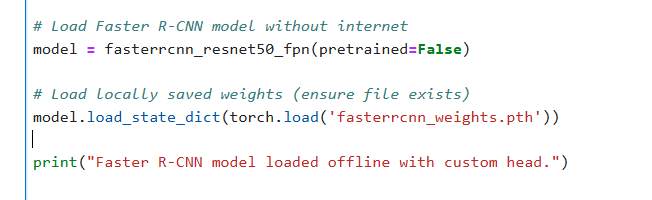 # Load Faster R-CNN model without internet
model = fasterrcnn_resnet50_fpn(pretrained=False)
# Load locally saved weights (ensure file exists)
model.load_state_dict(torch.load('fasterrcnn_weights.pth'))
print("Faster R-CNN model loaded offline with custom head.")